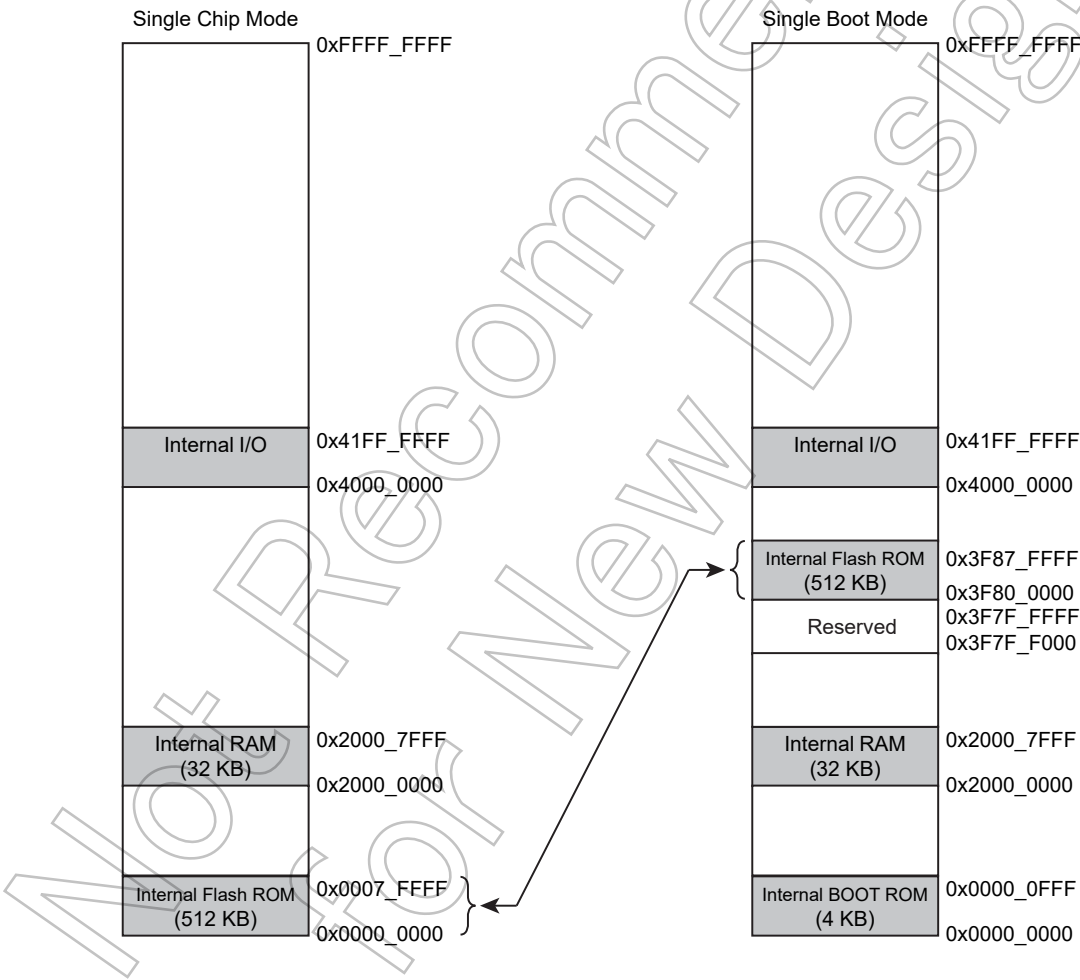 Single Chip Mode
0xFFFF_FFFF
Internal I/O
0x41FF_FFFF
0x4000_0000
Internal RAM
(32 KB)
0x2000_7FFF
0x2000_0000
Internal Flash ROM
(512 KB)
0x0007_FFFF
0x0000_0000
Single Boot Mode
0xFFFF_FFFF
Internal I/O
0x41FF_FFFF
0x4000_0000
Internal Flash ROM
(512 KB)
0x3F87_FFFF
0x3F80_0000
Reserved
0x3F7F_FFFF
0x3F7F_F000
Internal RAM
(32 KB)
0x2000_7FFF
0x2000_0000
Internal BOOT ROM
(4 KB)
0x0000_0FFF
0x0000_0000
Not Recomme
for New Desig